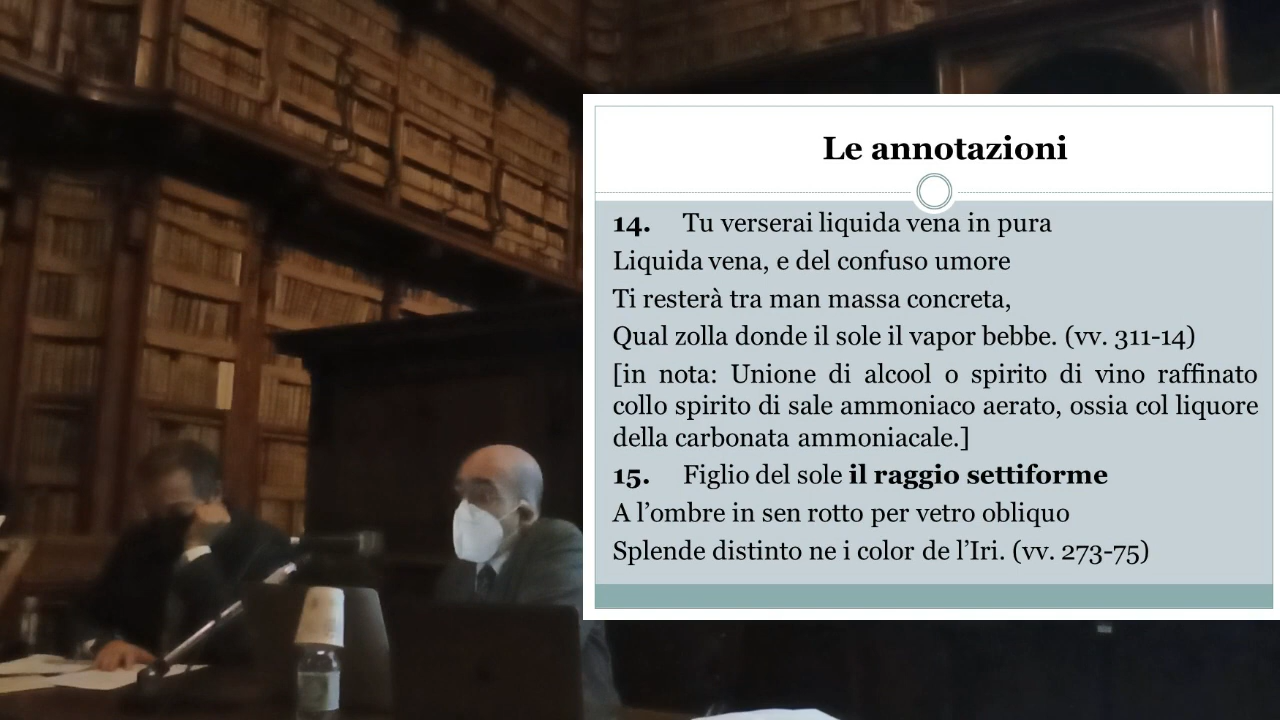 Le annotazioni
14. Tu verserai liquida vena in pura
Liquida vena, e del confuso umore
Ti resterà tra man massa concreta,
Qual zolla donde il sole il vapor bebbe. (vv. 311-14)
[in nota: Unione di alcool o spirito di vino raffinato
collo spirito di sale ammoniaco aerato, ossia col liquore
della carbonata ammoniacale.]
15. Figlio del sole il raggio settiforme
A l’ombre in sen rotto per vetro obliquo
Splende distinto ne i color de l’Iri. (vv. 273-75)